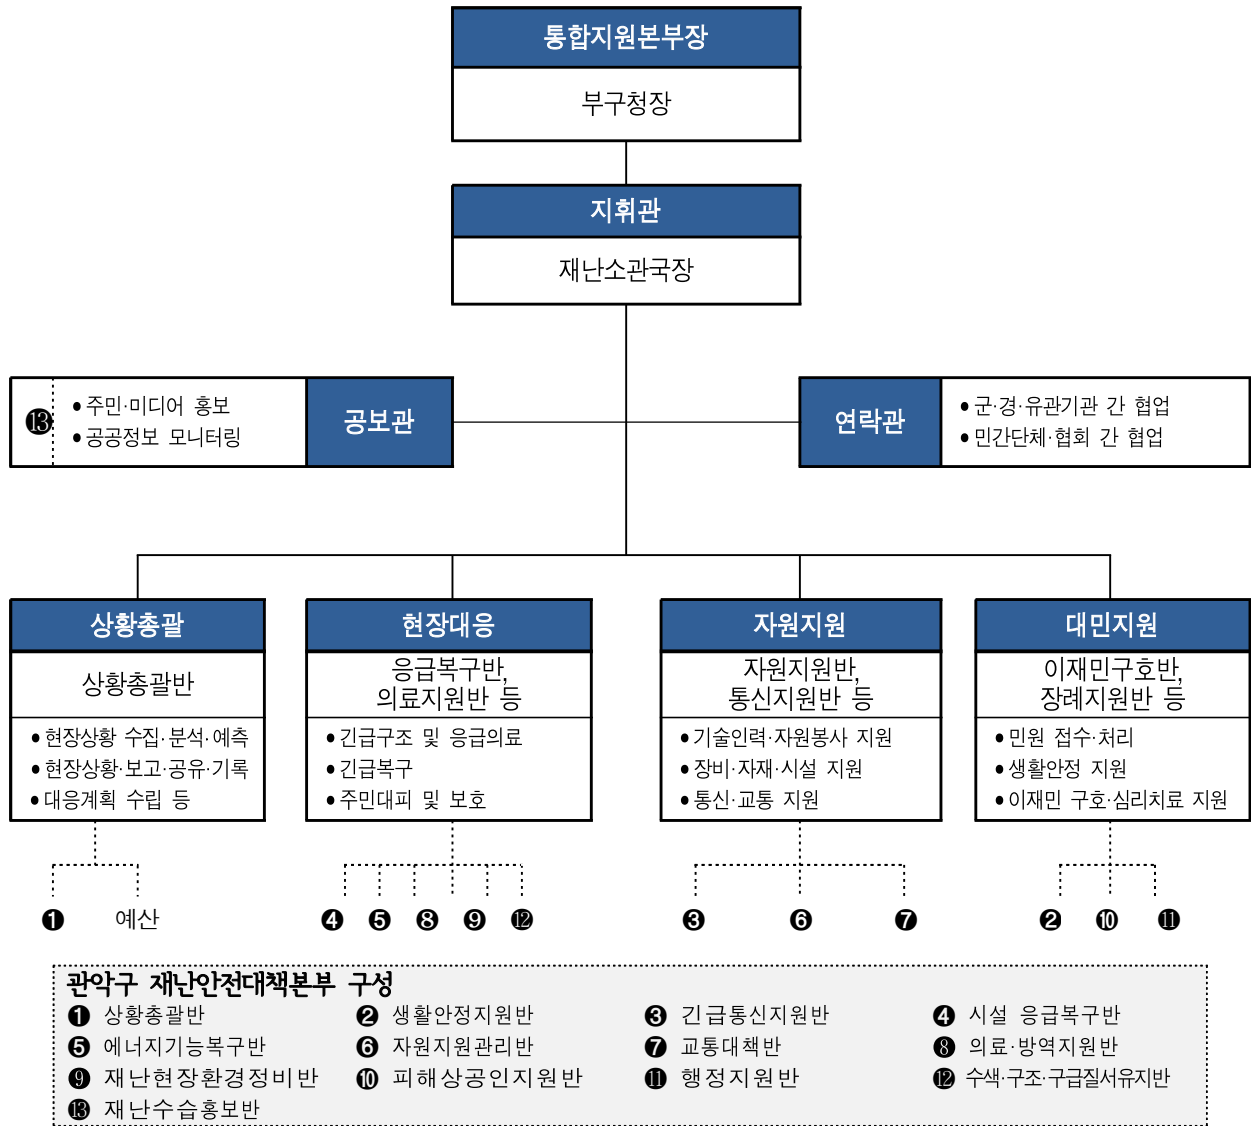 통합지원본부장
부구청장
지휘관
재난소관국장
⓭
● 주민·미디어 홍보
● 공공정보 모니터링
공보관
연락관
● 군·경·유관기관 간 협업
● 민간단체·협회 간 협업
상황총괄
상황총괄반
● 현장상황 수집·분석·예측
● 현장상황·보고·공유·기록
● 대응계획 수립 등
현장대응
응급복구반,
의료지원반 등
● 긴급구조 및 응급의료
● 긴급복구
● 주민대피 및 보호
자원지원
자원지원반,
통신지원반 등
● 기술인력·자원봉사 지원
● 장비·자재·시설 지원
● 통신·교통 지원
대민지원
이재민구호반,
장례지원반 등
● 민원 접수·처리
● 생활안정 지원
● 이재민 구호·심리치료 지원
❶ 예산
❹ ❺ ❽ ❾ ⓬
❸ ❻ ❼
❷ ❿ ⓫
관악구 재난안전대책본부 구성
❶ 상황총괄반 ❷ 생활안정지원반 ❸ 긴급통신지원반 ❹ 시설 응급복구반
❺ 에너지기능복구반 ❻ 자원지원관리반 ❼ 교통대책반 ❽ 의료·방역지원반
❾ 재난현장환경정비반 ❿ 피해상공인지원반 ⓫ 행정지원반 ⓬ 수색·구조·구급질서유지반
⓭ 재난수습홍보반